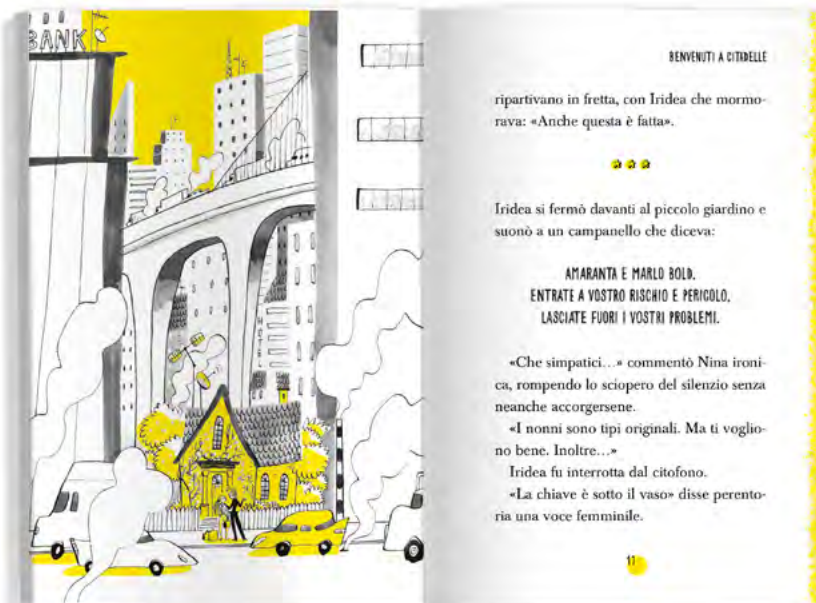 BANK
HOTEL
BENVENUTI A CITADELLE
ripartivano in fretta, con Iridea che mormo-
rava: «Anche questa è fatta».
Iridea si fermò davanti al piccolo giardino e
suonò a un campanello che diceva:
AMARANTA E MARLO BOLD.
ENTRATE A VOSTRO RISCHIO E PERICOLO.
LASCIATE FUORI I VOSTRI PROBLEMI.
«Che simpatici…» commentò Nina ironi-
ca, rompendo lo sciopero del silenzio senza
neanche accorgersene.
«I nonni sono tipi originali. Ma ti voglio-
no bene. Inoltre…»
Iridea fu interrotta dal citofono.
«La chiave è sotto il vaso» disse perento-
ria una voce femminile.
11